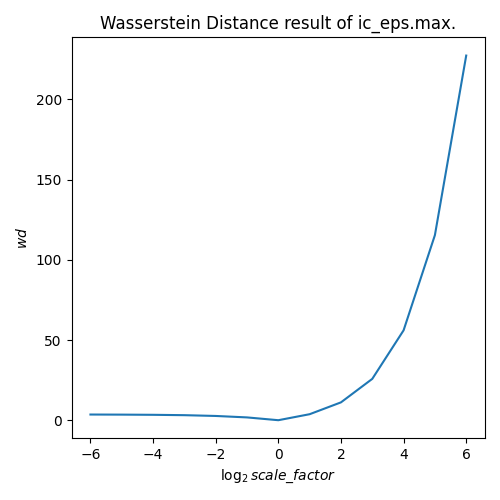 Wasserstein Distance result of ic_eps.max.
200
150
100
50
0
wd
−6 −4 −2 0 2 4 6
log₂ scale_factor